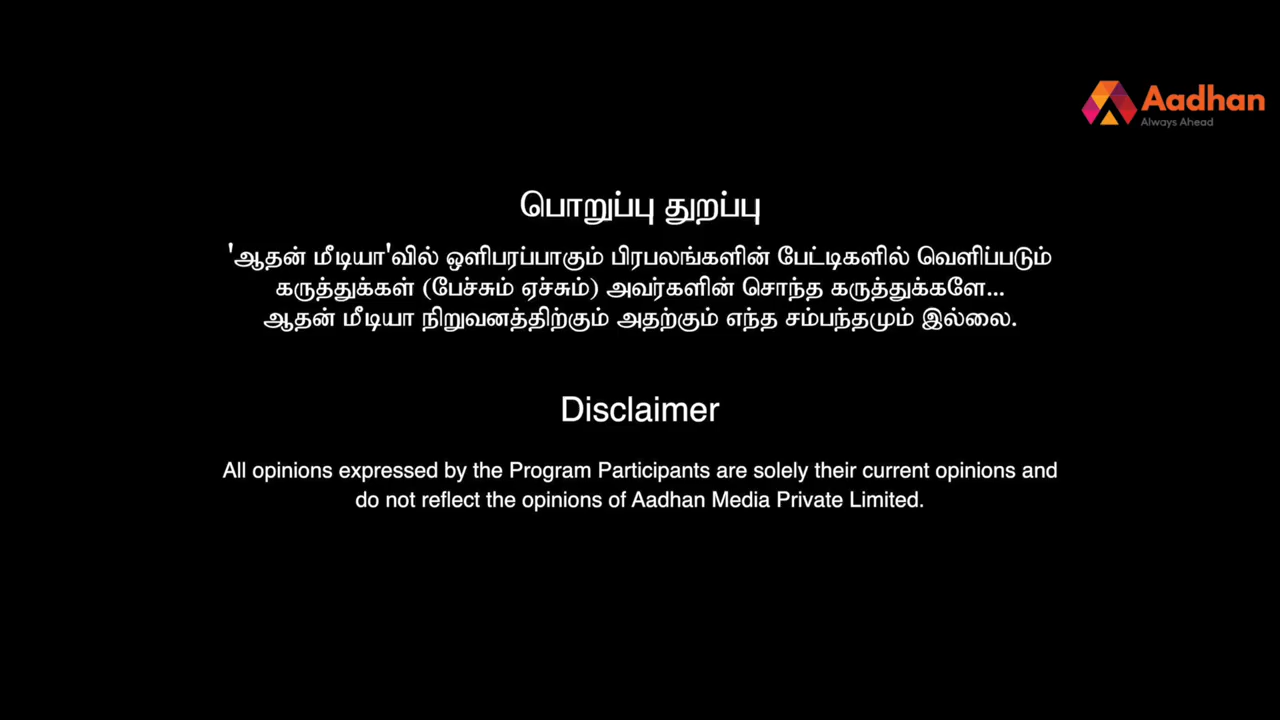 Aadhan
Always Ahead
பொறுப்பு துறப்பு
'ஆதன் மீடியா'வில் ஒளிபரப்பாகும் பிரபலங்களின் பேட்டிகளில் வெளிப்படும்
கருத்துக்கள் (பேச்சும் ஏச்சும்) அவர்களின் சொந்த கருத்துக்களே...
ஆதன் மீடியா நிறுவனத்திற்கும் அதற்கும் எந்த சம்பந்தமும் இல்லை.
Disclaimer
All opinions expressed by the Program Participants are solely their current opinions and
do not reflect the opinions of Aadhan Media Private Limited.